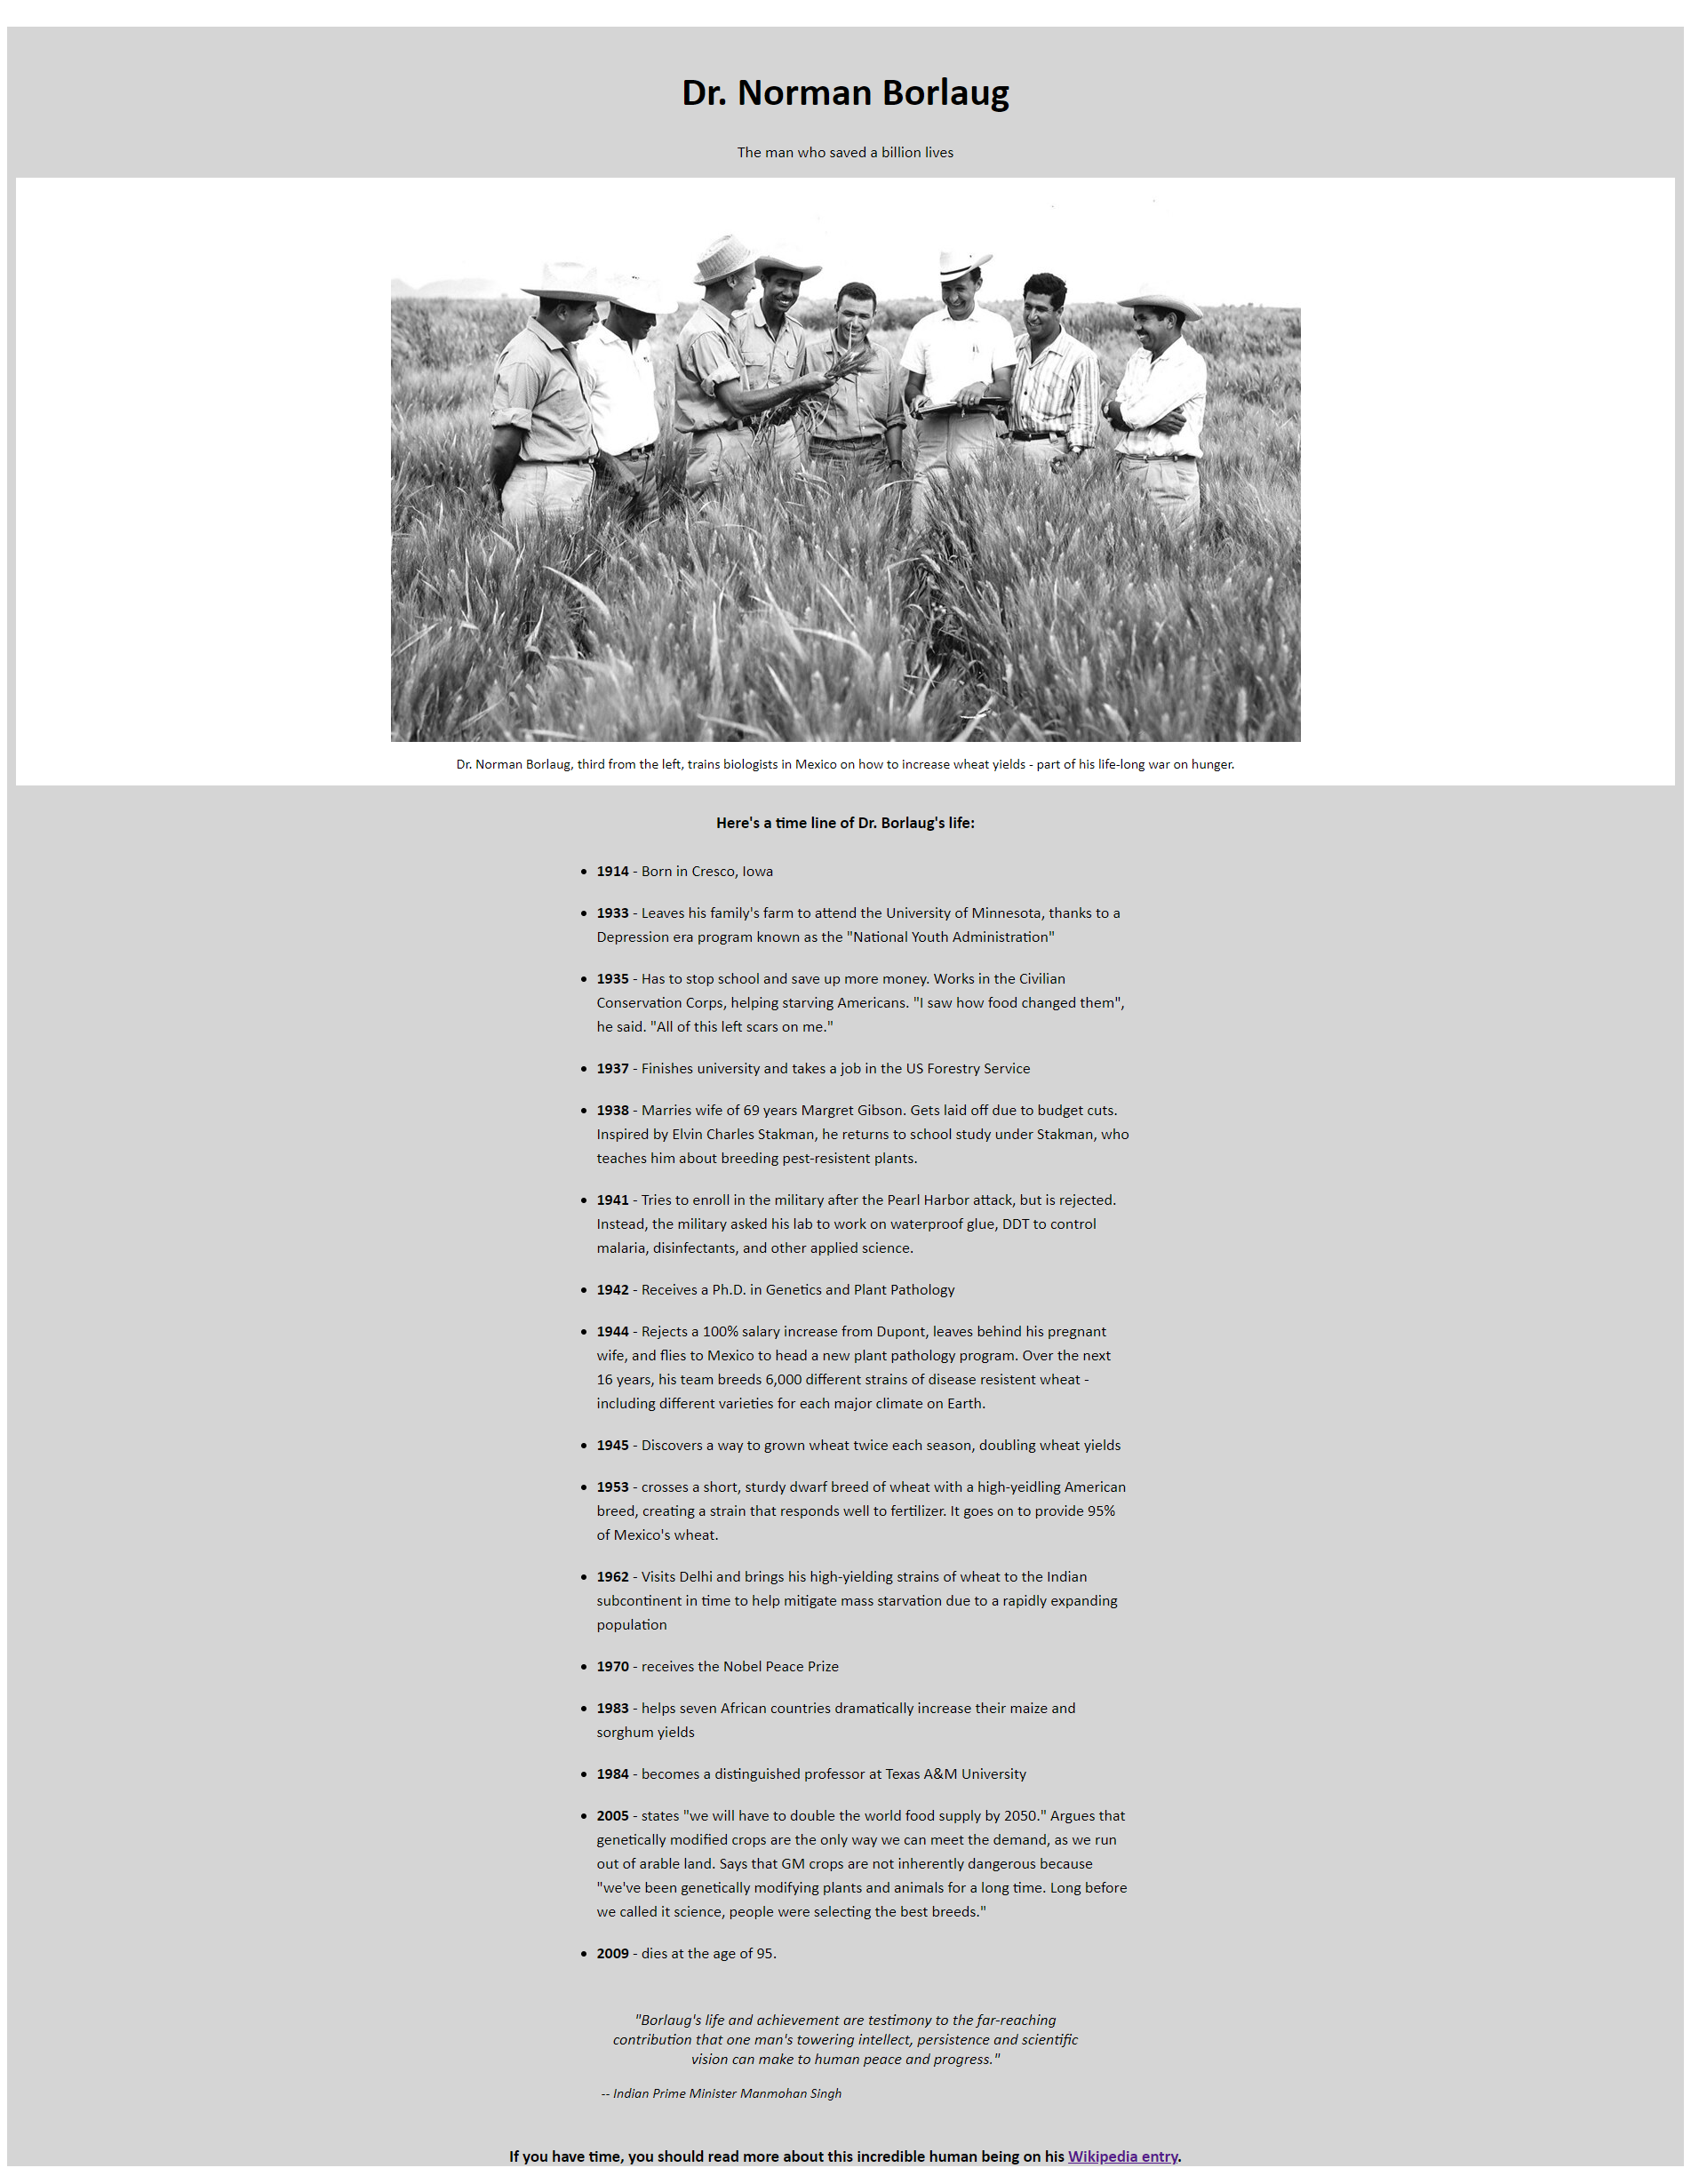 Dr. Norman Borlaug
The man who saved a billion lives
Dr. Norman Borlaug, third from the left, trains biologists in Mexico on how to increase wheat yields - part of his life-long war on hunger.
Here's a time line of Dr. Borlaug's life:
• 1914 - Born in Cresco, Iowa
• 1933 - Leaves his family's farm to attend the University of Minnesota, thanks to a
Depression era program known as the "National Youth Administration"
• 1935 - Has to stop school and save up more money. Works in the Civilian
Conservation Corps, helping starving Americans. "I saw how food changed them",
he said. "All of this left scars on me."
• 1937 - Finishes university and takes a job in the US Forestry Service
• 1938 - Marries wife of 69 years Margret Gibson. Gets laid off due to budget cuts.
Inspired by Elvin Charles Stakman, he returns to school study under Stakman, who
teaches him about breeding pest-resistent plants.
• 1941 - Tries to enroll in the military after the Pearl Harbor attack, but is rejected.
Instead, the military asked his lab to work on waterproof glue, DDT to control
malaria, disinfectants, and other applied science.
• 1942 - Receives a Ph.D. in Genetics and Plant Pathology
• 1944 - Rejects a 100% salary increase from Dupont, leaves behind his pregnant
wife, and flies to Mexico to head a new plant pathology program. Over the next
16 years, his team breeds 6,000 different strains of disease resistent wheat -
including different varieties for each major climate on Earth.
• 1945 - Discovers a way to grown wheat twice each season, doubling wheat yields
• 1953 - crosses a short, sturdy dwarf breed of wheat with a high-yeidling American
breed, creating a strain that responds well to fertilizer. It goes on to provide 95%
of Mexico's wheat.
• 1962 - Visits Delhi and brings his high-yielding strains of wheat to the Indian
subcontinent in time to help mitigate mass starvation due to a rapidly expanding
population
• 1970 - receives the Nobel Peace Prize
• 1983 - helps seven African countries dramatically increase their maize and
sorghum yields
• 1984 - becomes a distinguished professor at Texas A&M University
• 2005 - states "we will have to double the world food supply by 2050." Argues that
genetically modified crops are the only way we can meet the demand, as we run
out of arable land. Says that GM crops are not inherently dangerous because
"we've been genetically modifying plants and animals for a long time. Long before
we called it science, people were selecting the best breeds."
• 2009 - dies at the age of 95.
"Borlaug's life and achievement are testimony to the far-reaching
contribution that one man's towering intellect, persistence and scientific
vision can make to human peace and progress."
-- Indian Prime Minister Manmohan Singh
If you have time, you should read more about this incredible human being on his Wikipedia entry.